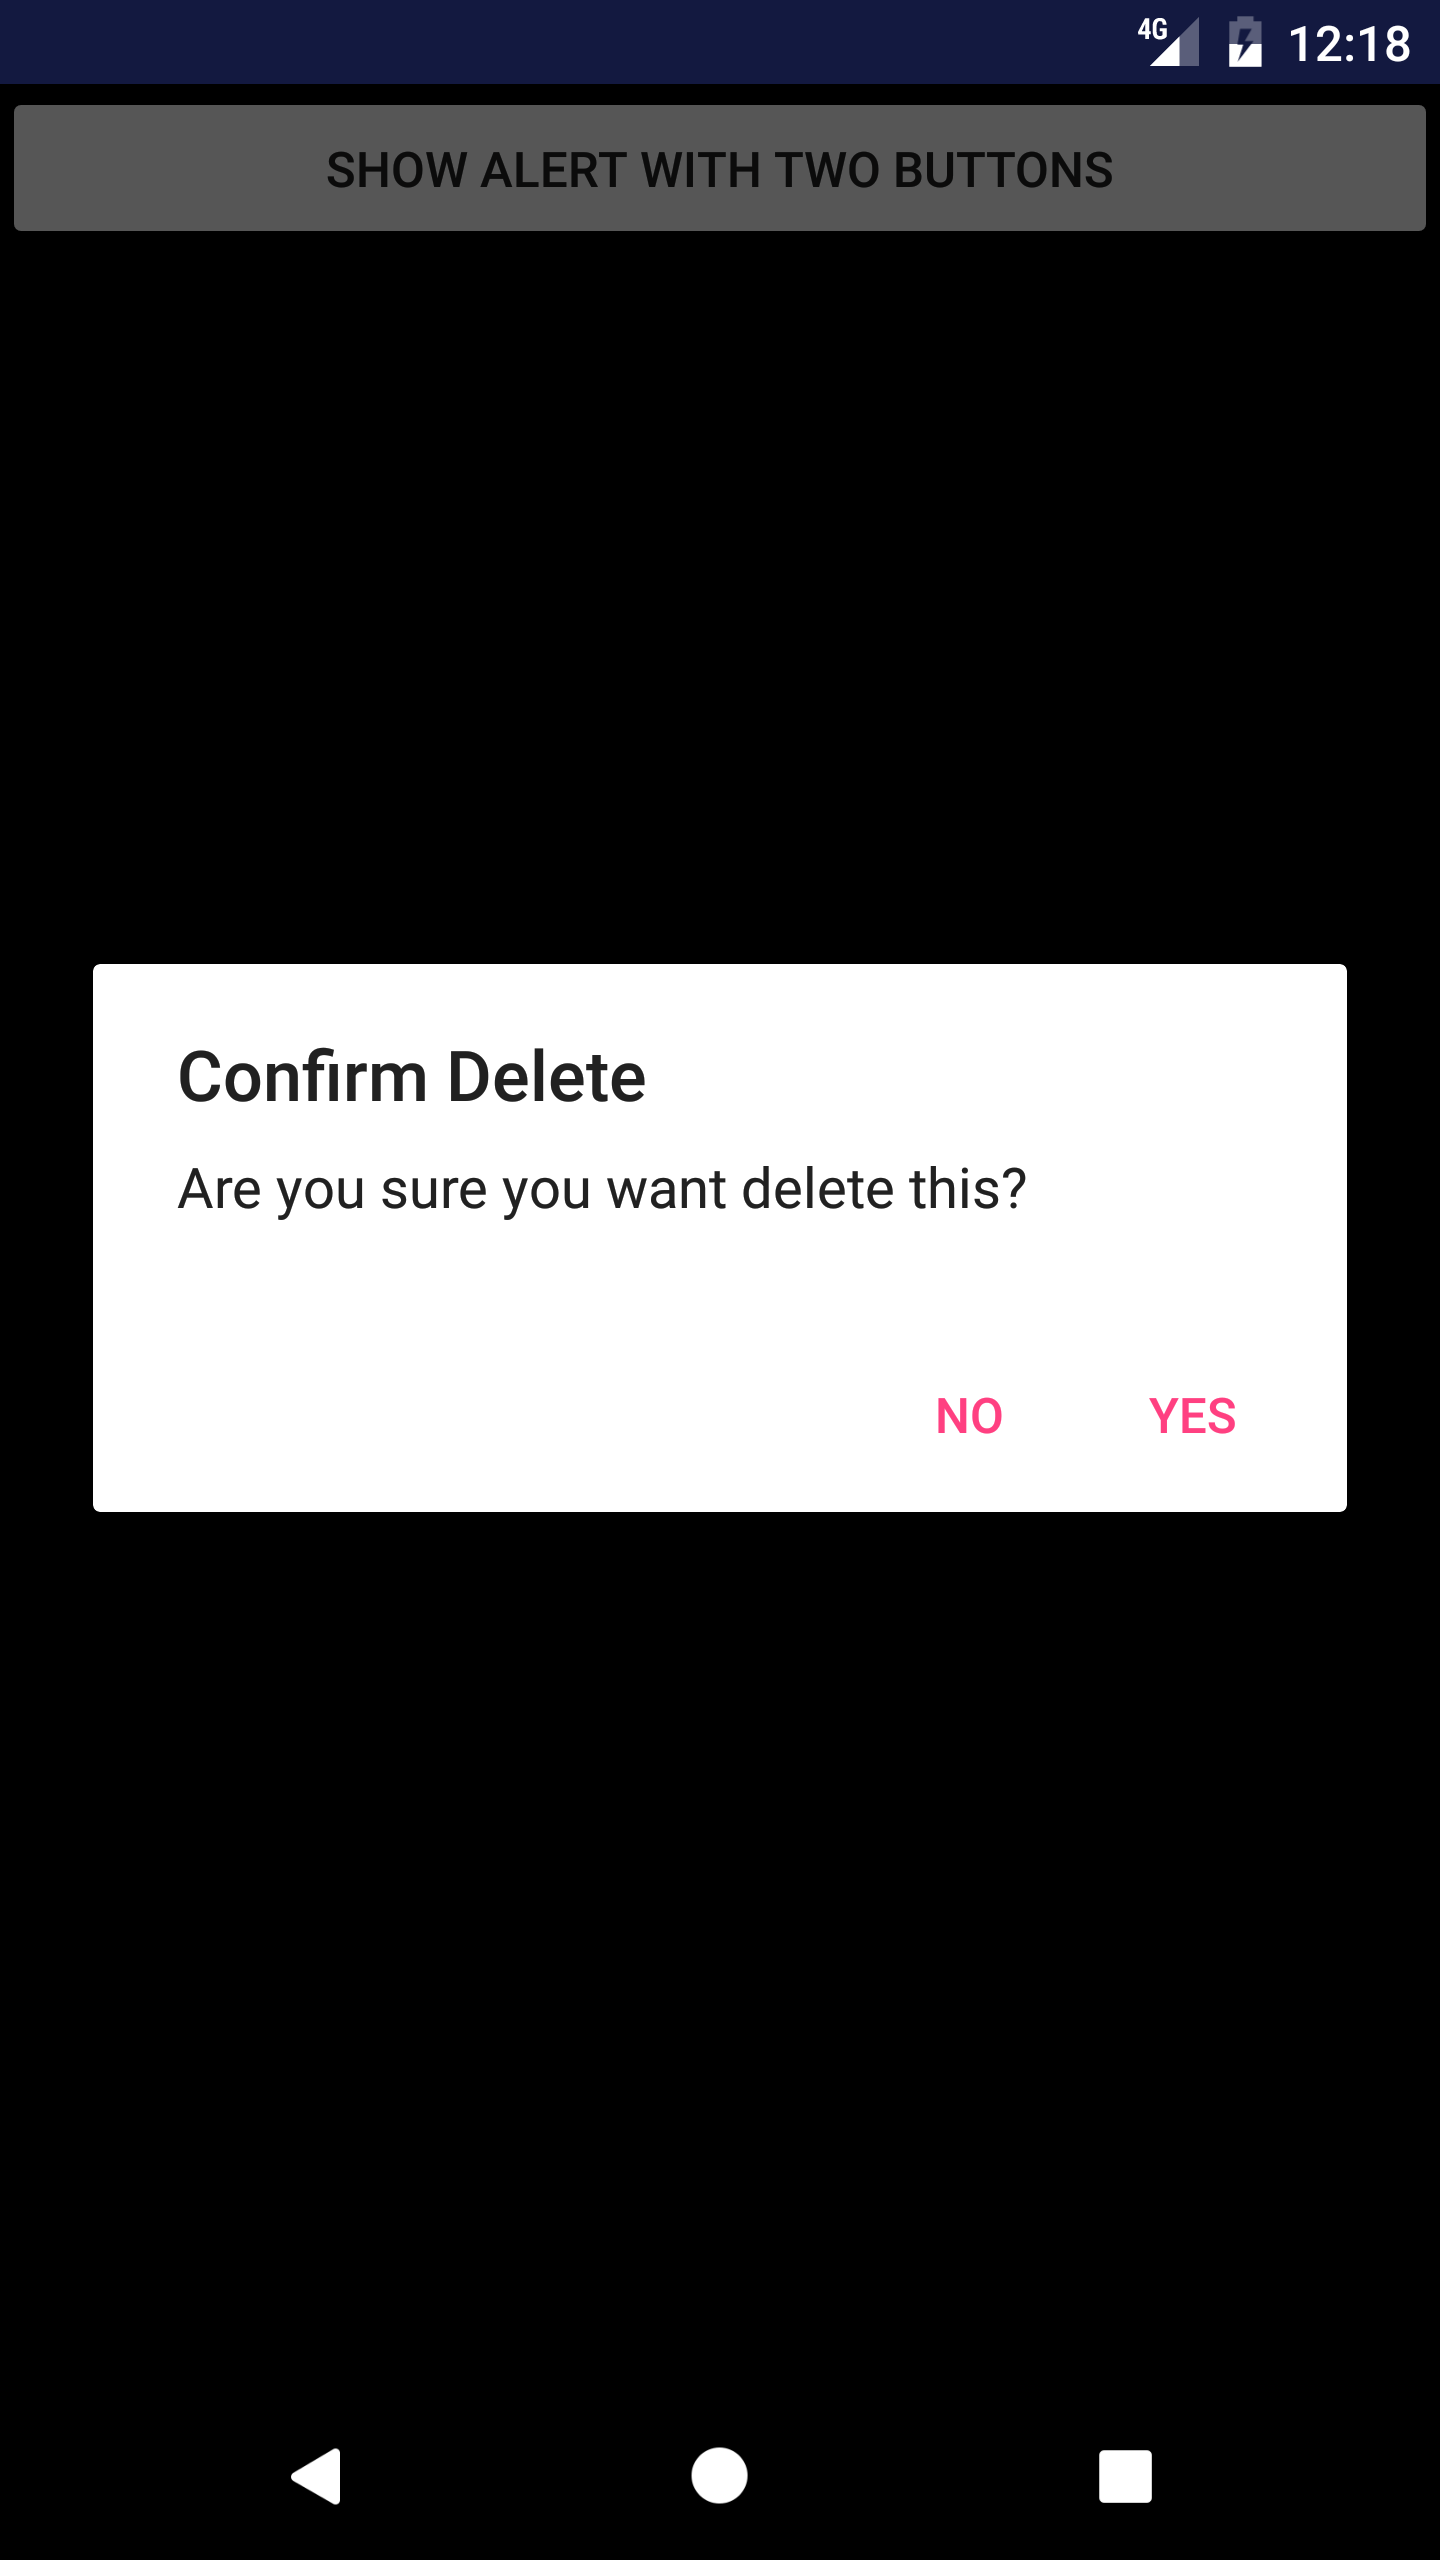 4G 12:18
SHOW ALERT WITH TWO BUTTONS
Confirm Delete
Are you sure you want delete this?
NO YES